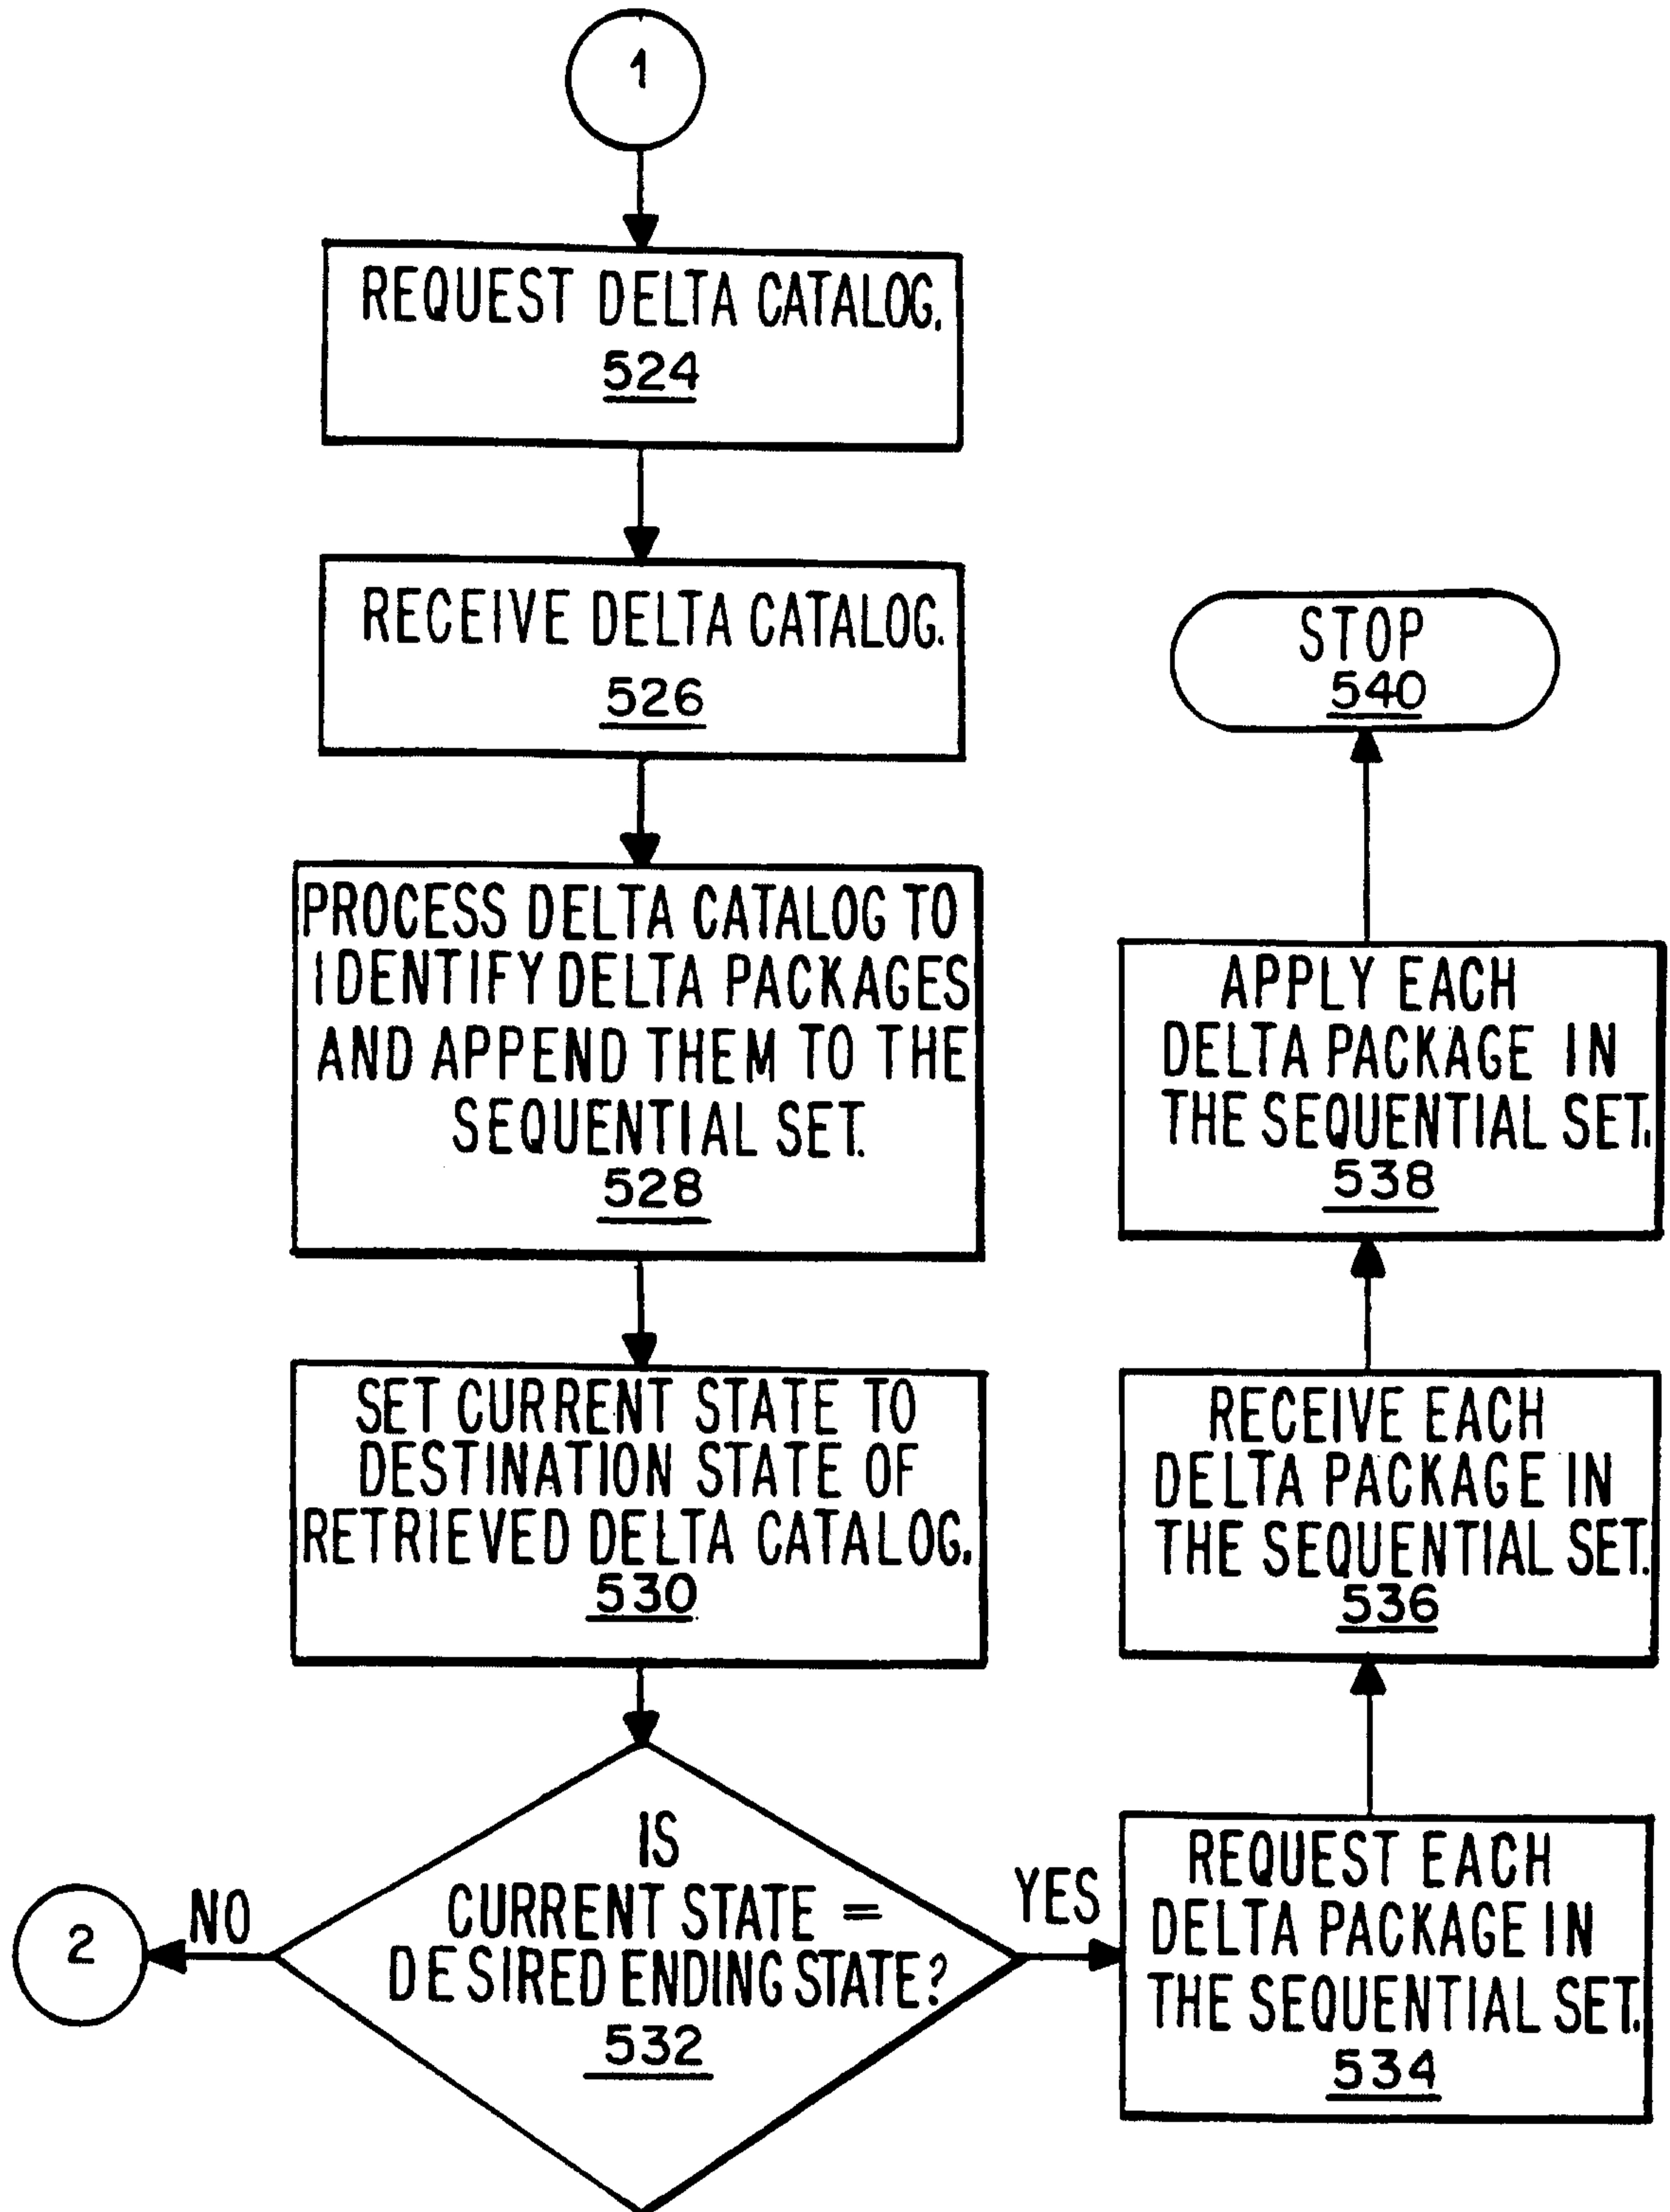 1
REQUEST DELTA CATALOG.
524
RECEIVE DELTA CATALOG.
526
PROCESS DELTA CATALOG TO
IDENTIFY DELTA PACKAGES
AND APPEND THEM TO THE
SEQUENTIAL SET.
528
SET CURRENT STATE TO
DESTINATION STATE OF
RETRIEVED DELTA CATALOG.
530
IS
CURRENT STATE =
DESIRED ENDING STATE?
532
NO
2
YES
REQUEST EACH
DELTA PACKAGE IN
THE SEQUENTIAL SET.
534
RECEIVE EACH
DELTA PACKAGE IN
THE SEQUENTIAL SET.
536
APPLY EACH
DELTA PACKAGE IN
THE SEQUENTIAL SET.
538
STOP
540